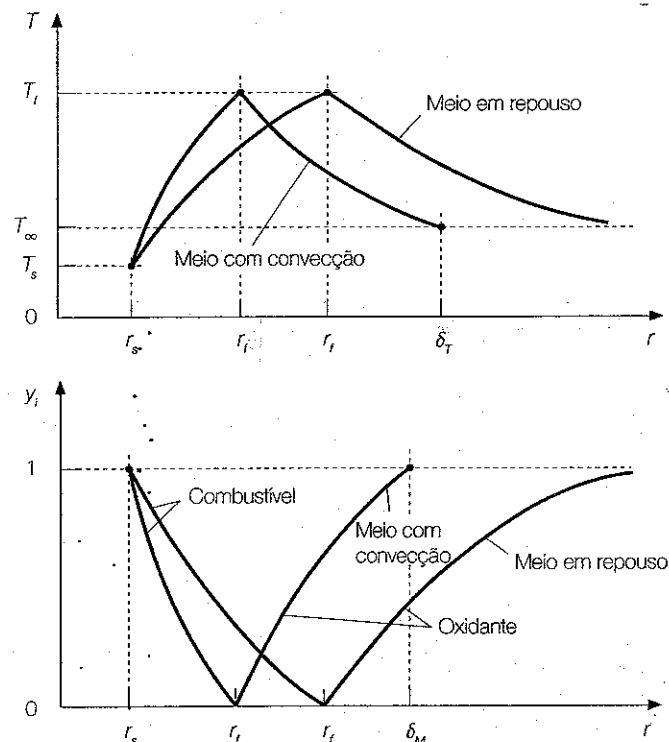 T
T_f
Meio em repouso
T_∞
Meio com convecção
T_s
0
r_s r_f r_f δ_T r
y_i
1
Combustível
Meio com
convecção
Meio em repouso
Oxidante
0
r_s r_f r_f δ_M r